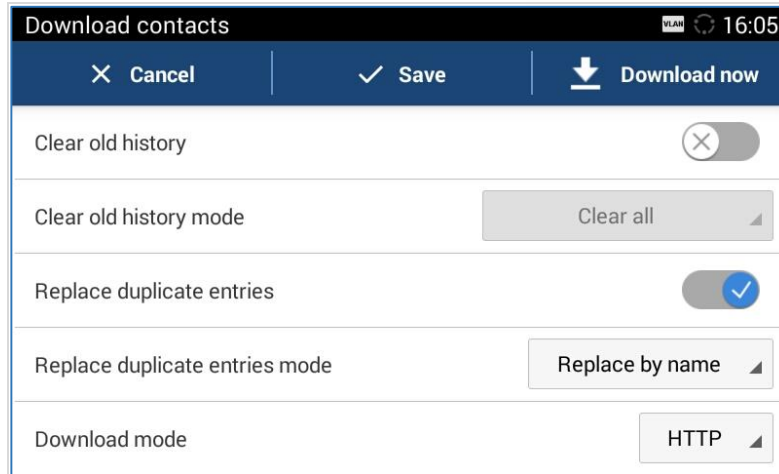 Download contacts VLAN 16:05
Cancel Save Download now
Clear old history
Clear old history mode Clear all
Replace duplicate entries
Replace duplicate entries mode Replace by name
Download mode HTTP